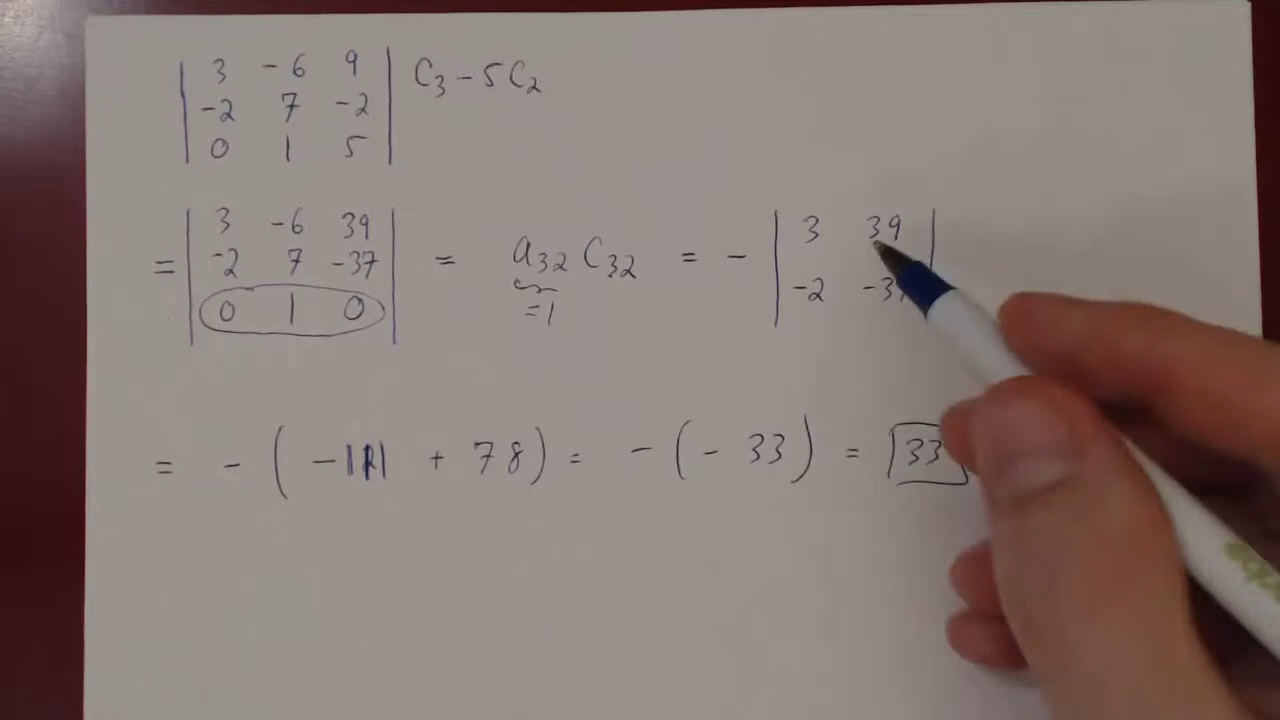 3 -6 9 C3 - 5C2
-2 7 -2
0 1 5
= 3 -6 39 = a32 C32 = - 3 39
-2 7 -37 -2
0 1 0 =1
= - ( -111 + 78 ) = - ( - 33 ) = 33